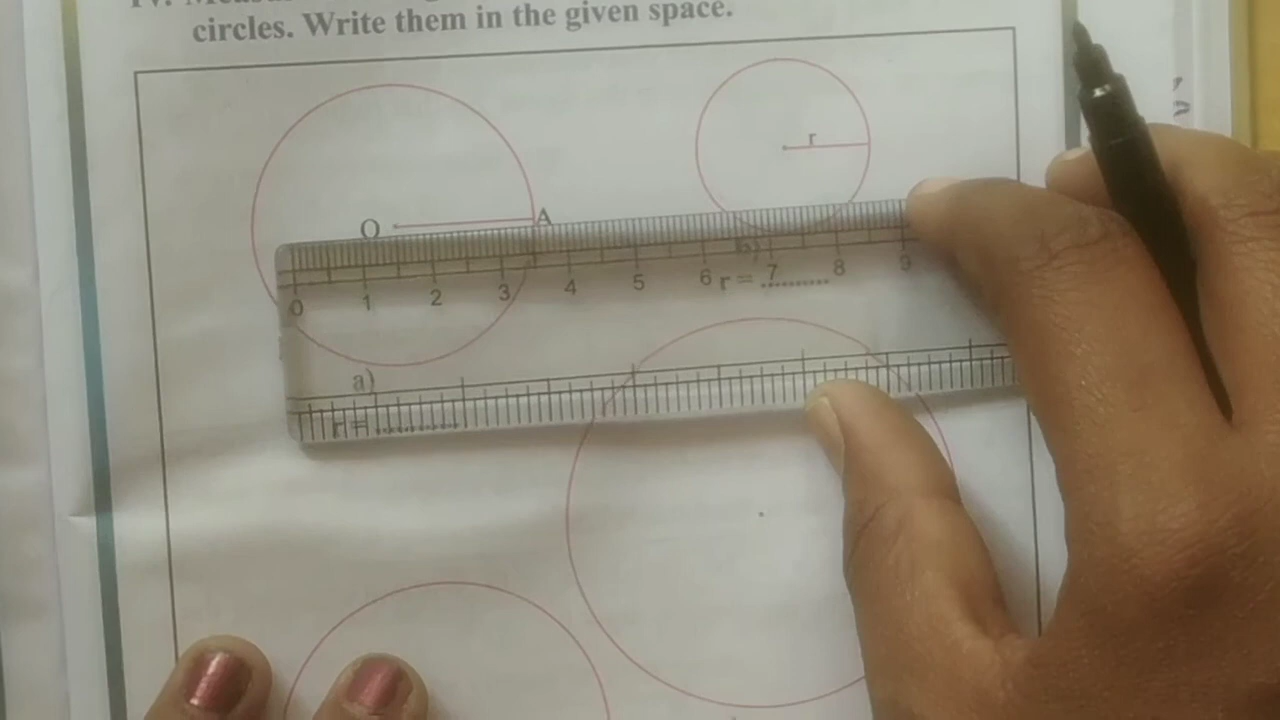 circles. Write them in the given space.
r
O A
0 1 2 3 4 5 6 7 8 9
b)
r = ..........
a)
r = ............